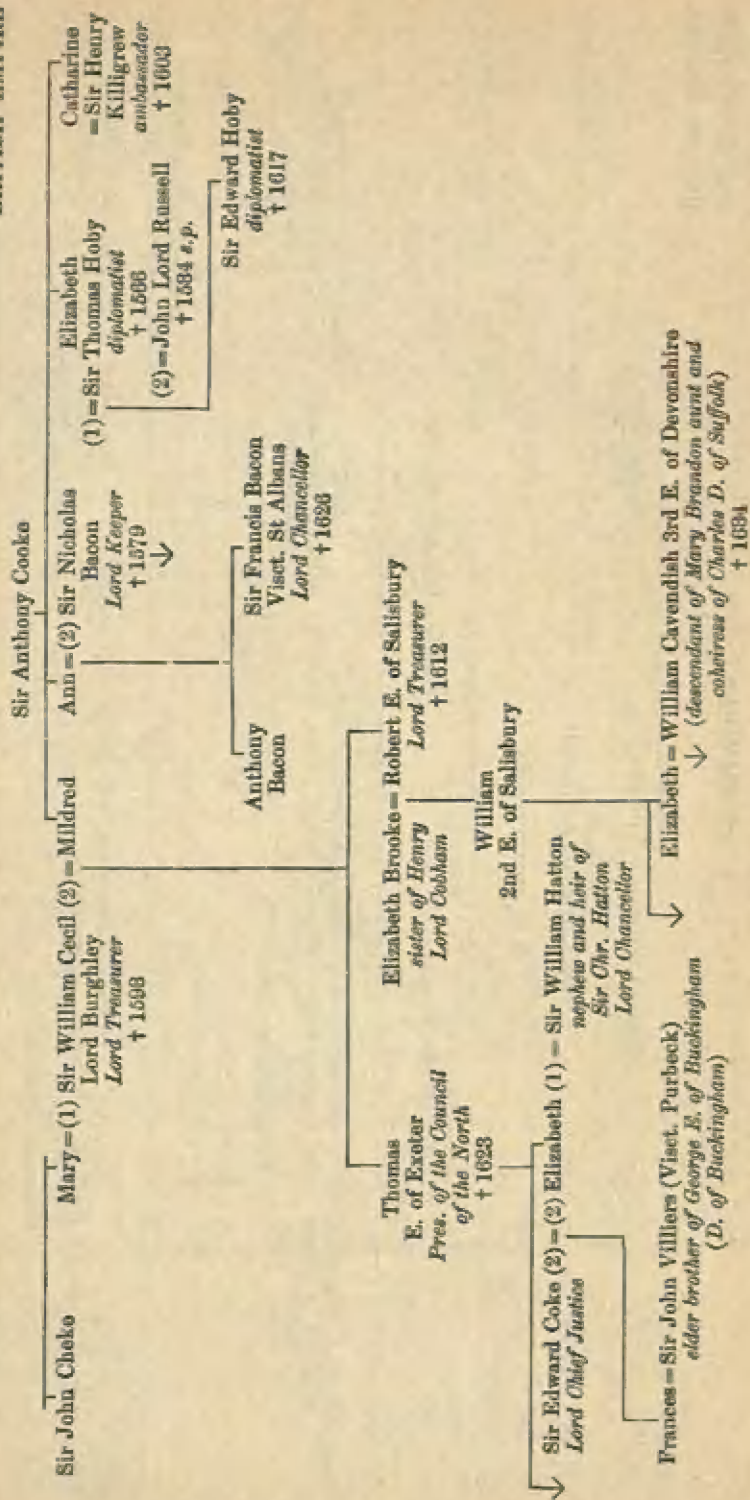 Sir Anthony Cooke
Sir John Cheke
Mary=(1) Sir William Cecil (2)=Mildred
Lord Burghley
Lord Treasurer
† 1598
Ann=(2) Sir Nicholas
Bacon
Lord Keeper
† 1579
Elizabeth
(1)=Sir Thomas Hoby
diplomatist
† 1566
(2)=John Lord Russell
† 1584 s.p.
Catharine
=Sir Henry
Killigrew
ambassador
† 1603
Anthony
Bacon
Sir Francis Bacon
Visct. St Albans
Lord Chancellor
† 1626
Sir Edward Hoby
diplomatist
† 1617
Thomas
E. of Exeter
Pres. of the Council
of the North
† 1623
Elizabeth Brooke=Robert E. of Salisbury
sister of Henry
Lord Cobham
Lord Treasurer
† 1612
William
2nd E. of Salisbury
Sir Edward Coke (2)=(2) Elizabeth (1)=Sir William Hatton
Lord Chief Justice
nephew and heir of
Sir Chr. Hatton
Lord Chancellor
Frances=Sir John Villiers (Visct. Purbeck)
elder brother of George E. of Buckingham
(D. of Buckingham)
Elizabeth=William Cavendish 3rd E. of Devonshire
(descendant of Mary Brandon aunt and
coheiress of Charles D. of Suffolk)
† 1684